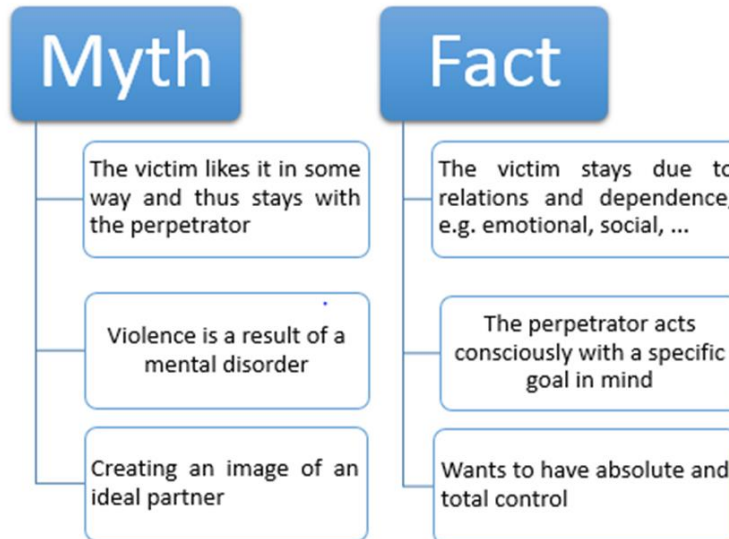 Myth
The victim likes it in some
way and thus stays with
the perpetrator
Violence is a result of a
mental disorder
Creating an image of an
ideal partner
Fact
The victim stays due to
relations and dependence,
e.g. emotional, social, ...
The perpetrator acts
consciously with a specific
goal in mind
Wants to have absolute and
total control